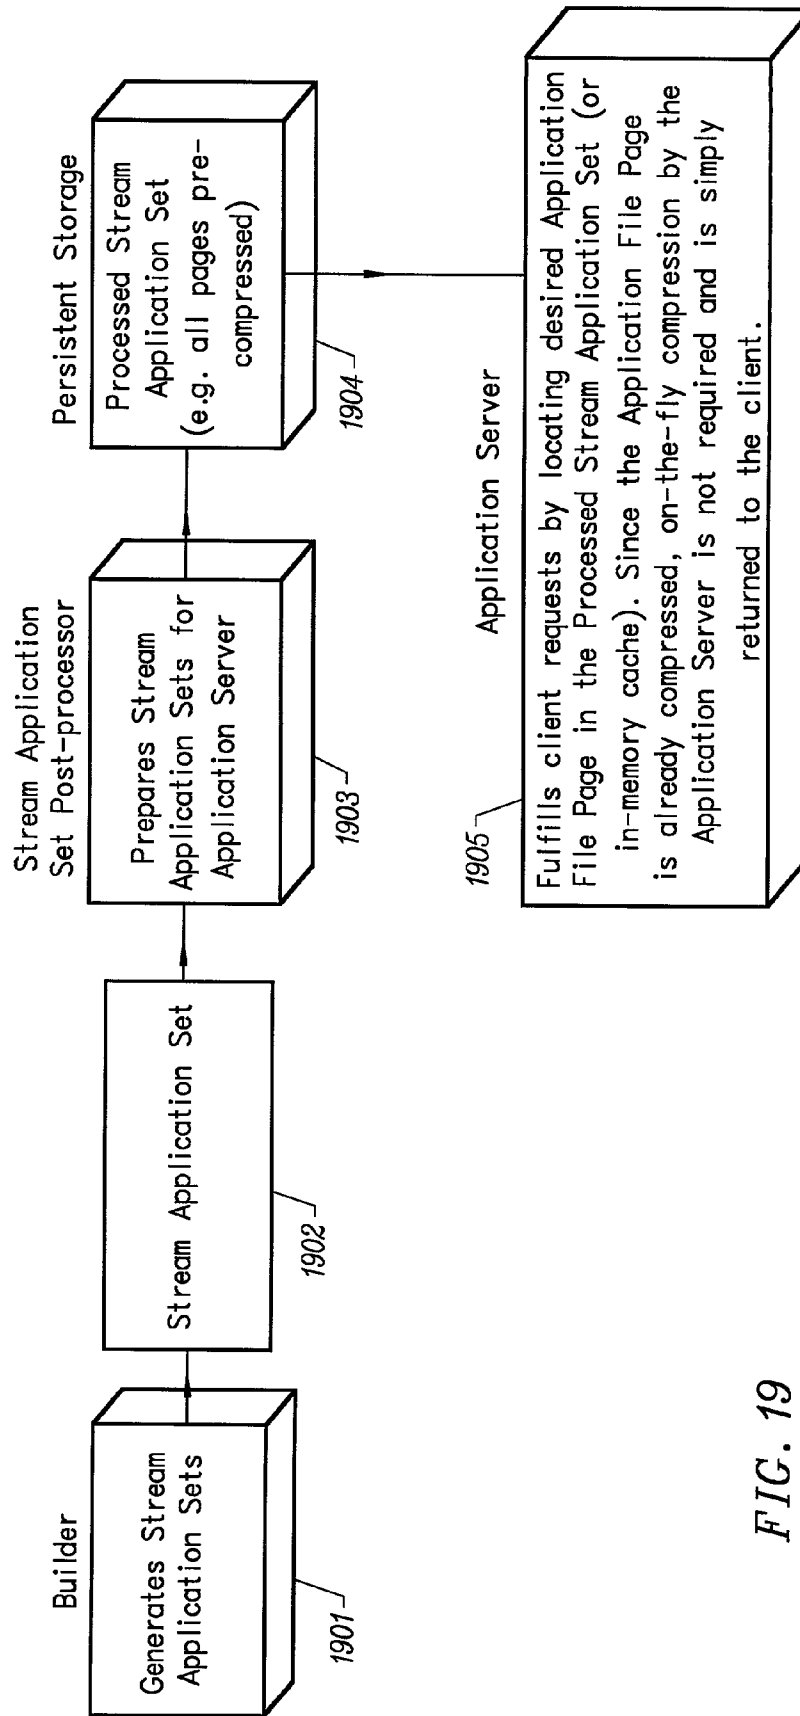 Builder
Generates Stream
Application Sets
1901
Stream Application Set
1902
Stream Application
Set Post-processor
Prepares Stream
Application Sets for
Application Server
1903
Persistent Storage
Processed Stream
Application Set
(e.g. all pages pre-
compressed)
1904
Application Server
1905
Fulfills client requests by locating desired Application
File Page in the Processed Stream Application Set (or
in-memory cache). Since the Application File Page
is already compressed, on-the-fly compression by the
Application Server is not required and is simply
returned to the client.
FIG. 19